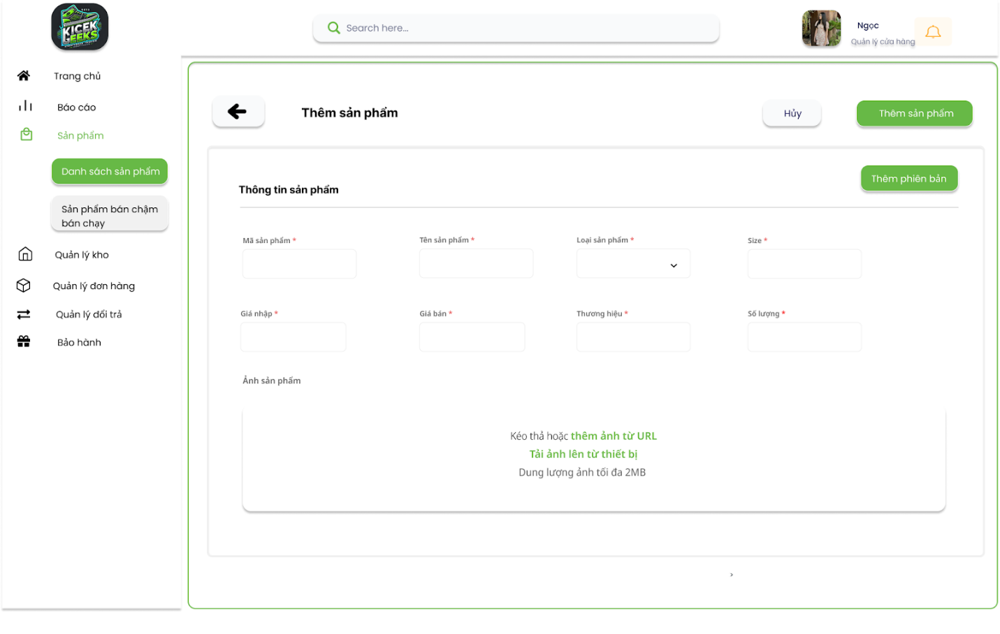 KICEK
GEEKS
Search here...
Ngọc
Quản lý cửa hàng
Trang chủ
Báo cáo
Sản phẩm
Danh sách sản phẩm
Sản phẩm bán chậm
bán chạy
Quản lý kho
Quản lý đơn hàng
Quản lý đổi trả
Bảo hành
Thêm sản phẩm
Hủy
Thêm sản phẩm
Thông tin sản phẩm
Thêm phiên bản
Mã sản phẩm *
Tên sản phẩm *
Loại sản phẩm *
Size *
Giá nhập *
Giá bán *
Thương hiệu *
Số lượng *
Ảnh sản phẩm
Kéo thả hoặc thêm ảnh từ URL
Tải ảnh lên từ thiết bị
Dung lượng ảnh tối đa 2MB